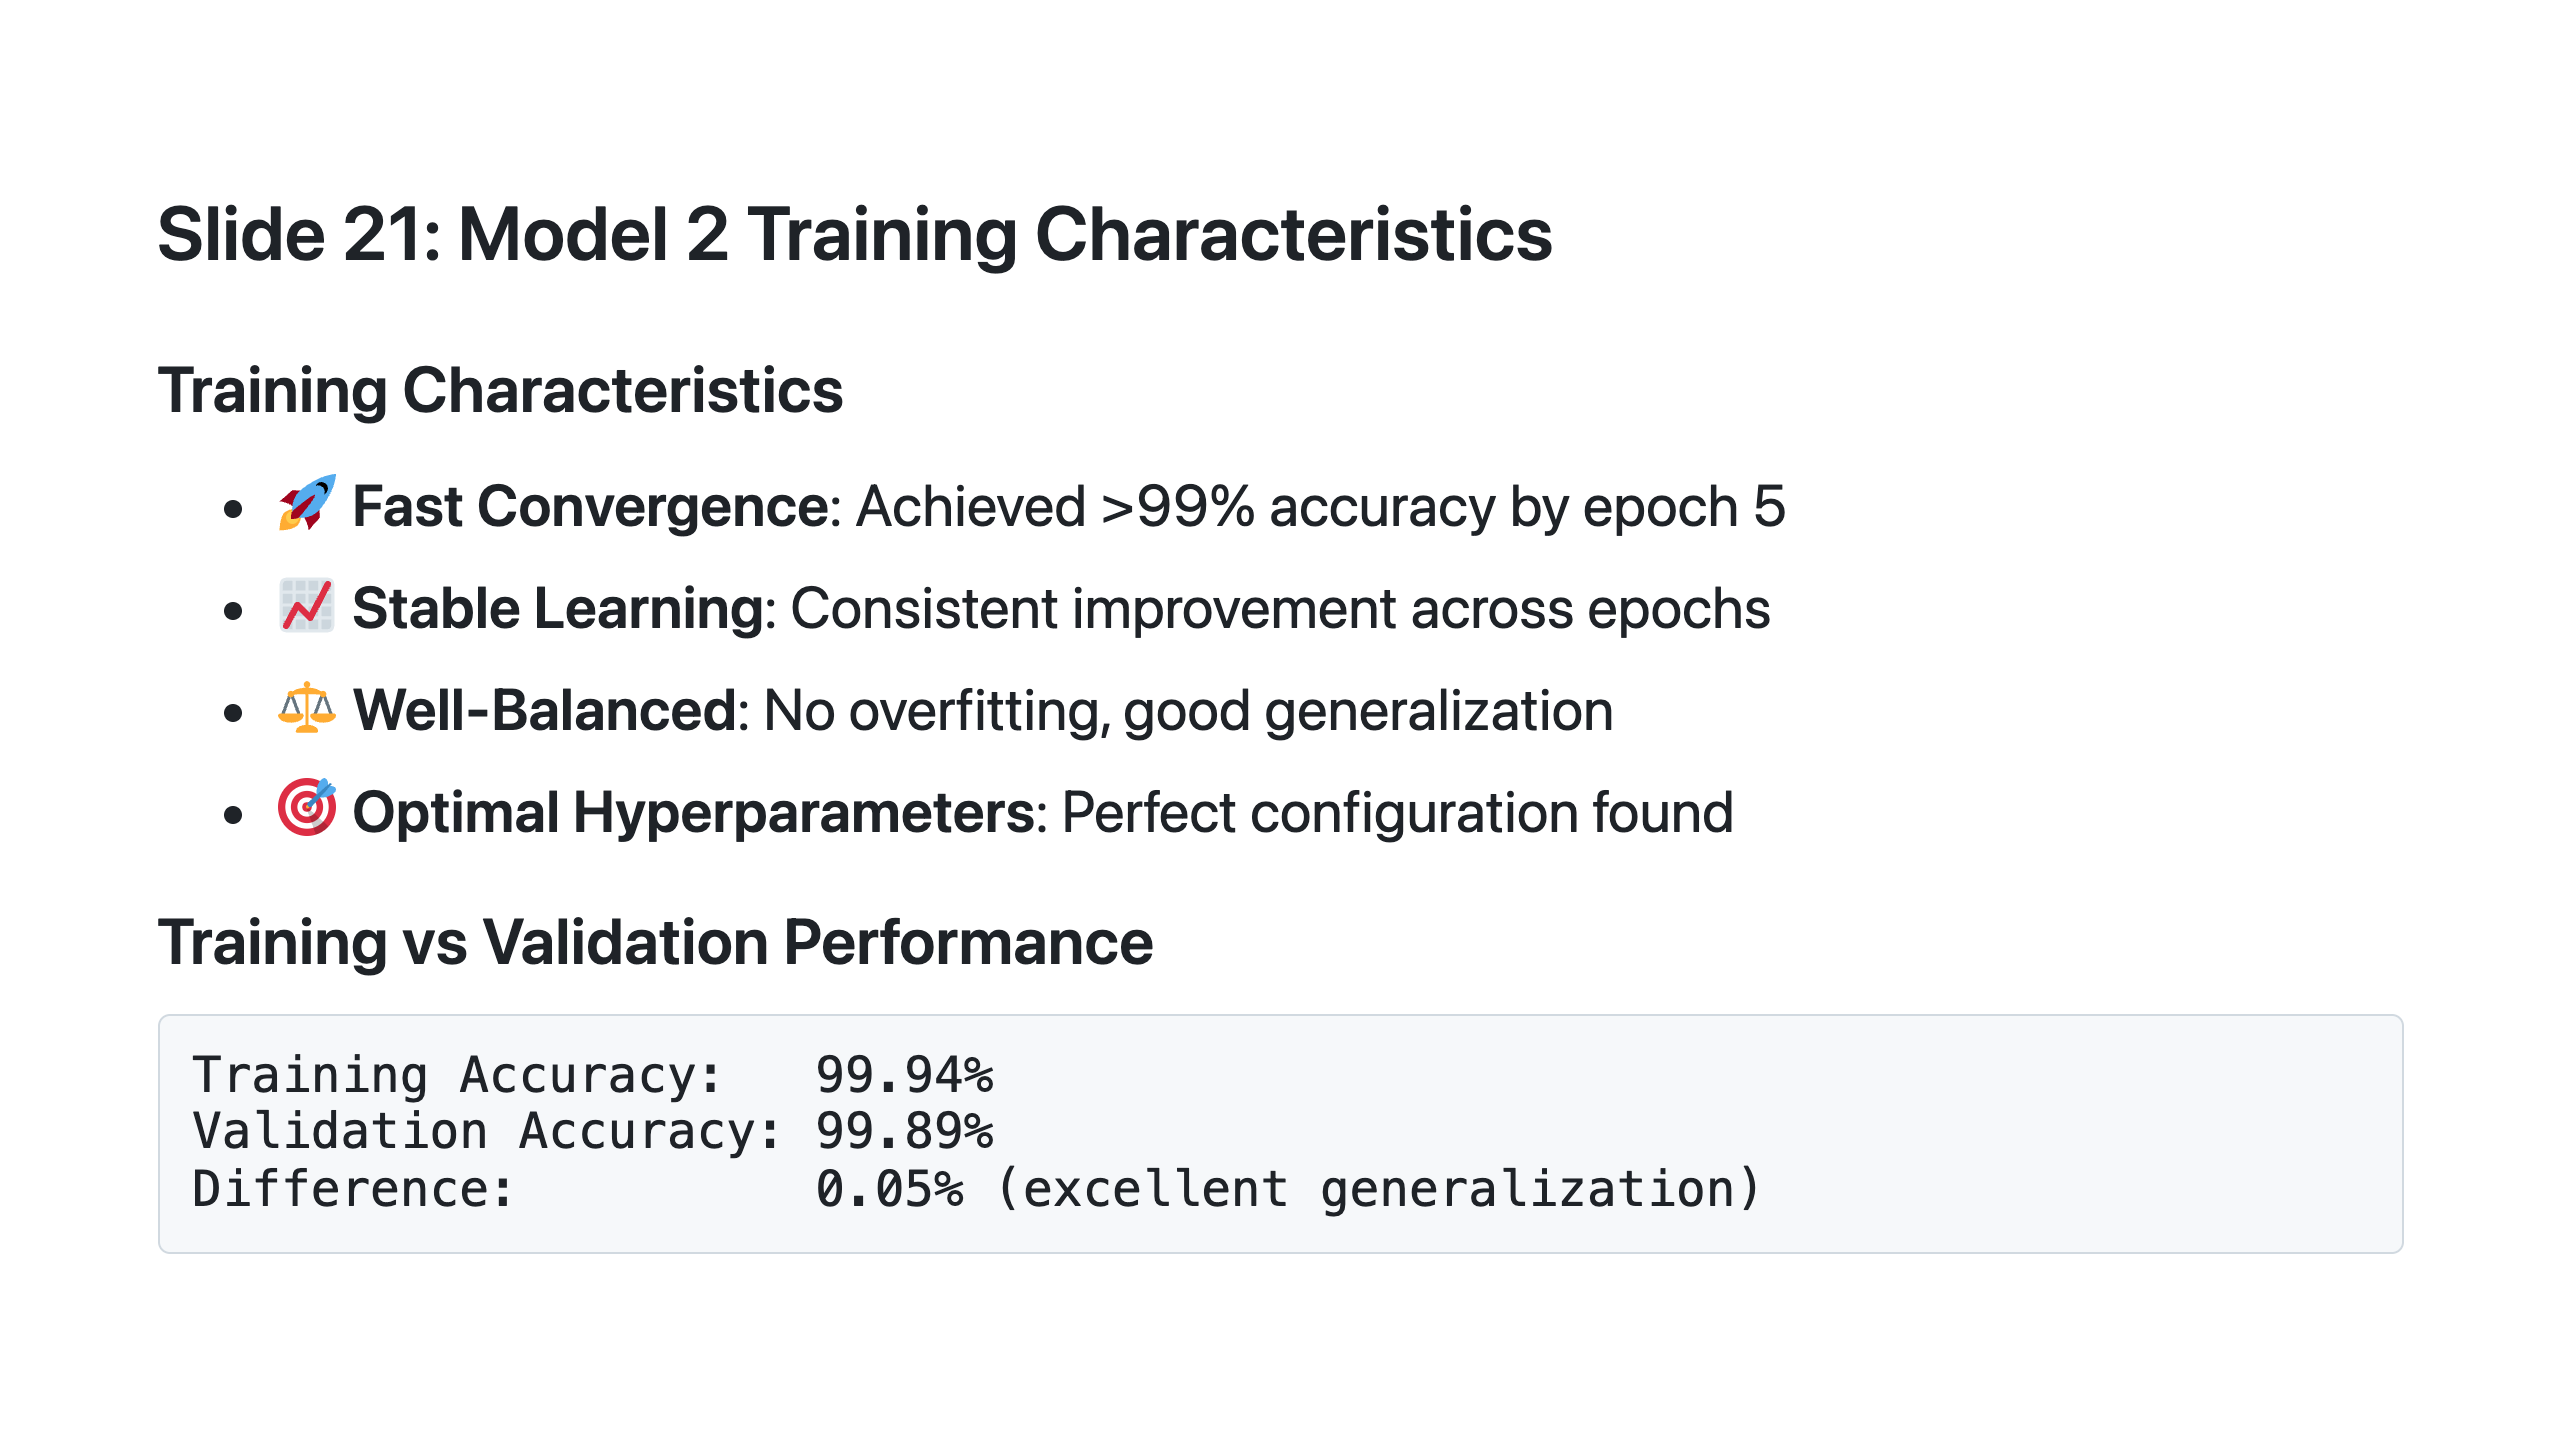 Slide 21: Model 2 Training Characteristics
Training Characteristics
• 🚀 Fast Convergence: Achieved >99% accuracy by epoch 5
• 📈 Stable Learning: Consistent improvement across epochs
• ⚖️ Well-Balanced: No overfitting, good generalization
• 🎯 Optimal Hyperparameters: Perfect configuration found
Training vs Validation Performance
Training Accuracy:   99.94%
Validation Accuracy: 99.89%
Difference:          0.05% (excellent generalization)